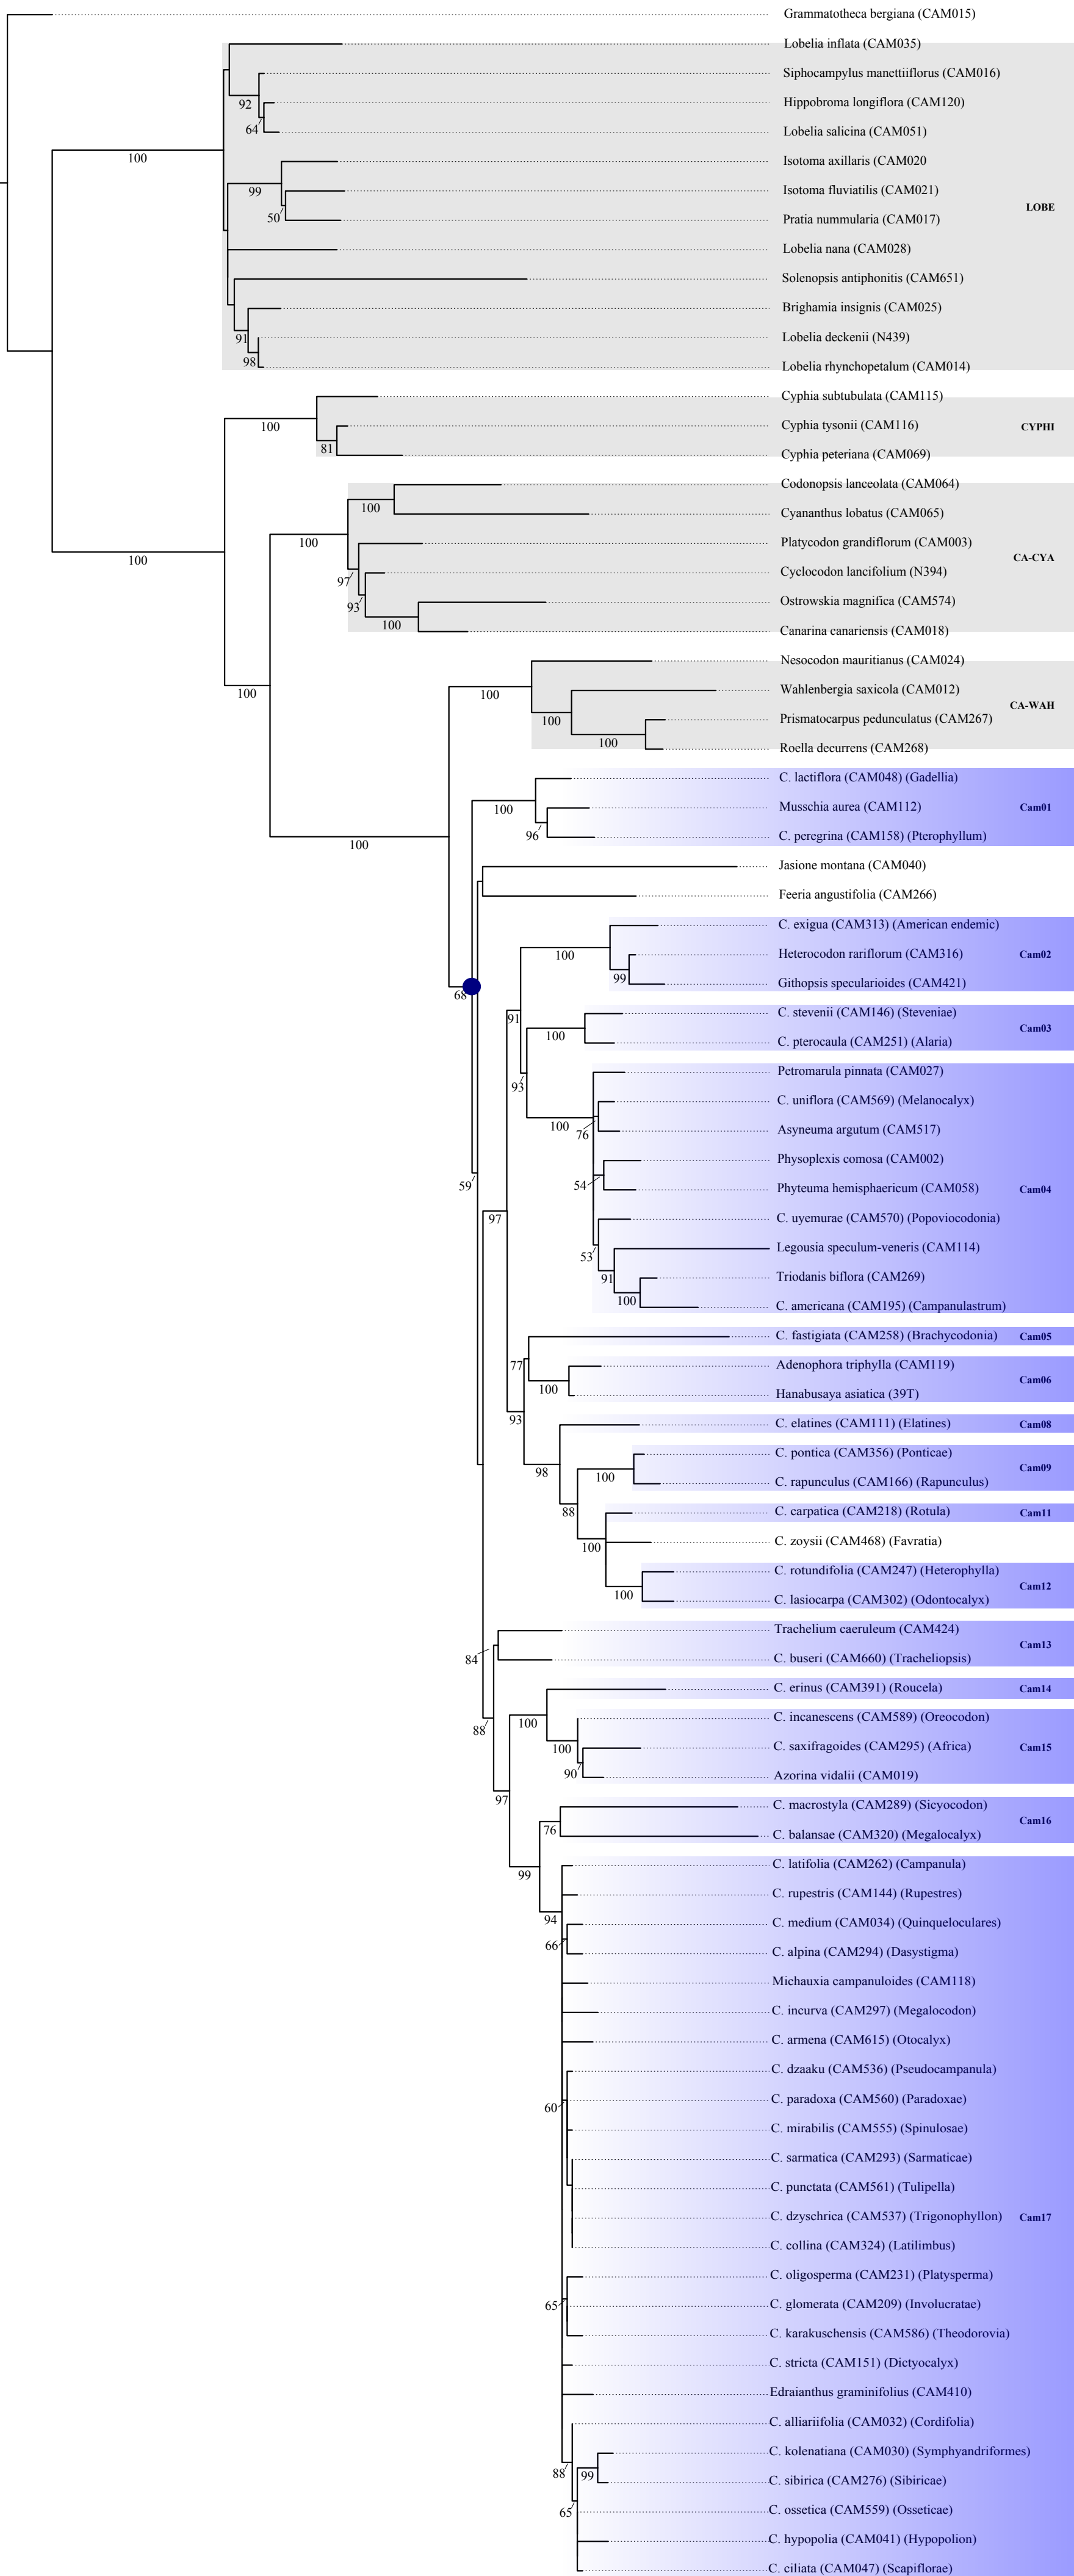 Grammatotheca bergiana (CAM015)
Lobelia inflata (CAM035)
Siphocampylus manettiiflorus (CAM016)
92
Hippobroma longiflora (CAM120)
64
Lobelia salicina (CAM051)
100
Isotoma axillaris (CAM020
99
Isotoma fluviatilis (CAM021)
LOBE
50
Pratia nummularia (CAM017)
Lobelia nana (CAM028)
Solenopsis antiphonitis (CAM651)
Brighamia insignis (CAM025)
91
Lobelia deckenii (N439)
98
Lobelia rhynchopetalum (CAM014)
Cyphia subtubulata (CAM115)
100
Cyphia tysonii (CAM116)
CYPHI
81
Cyphia peteriana (CAM069)
Codonopsis lanceolata (CAM064)
100
Cyananthus lobatus (CAM065)
100
Platycodon grandiflorum (CAM003)
CA-CYA
100
97
Cyclocodon lancifolium (N394)
93
Ostrowskia magnifica (CAM574)
100
Canarina canariensis (CAM018)
Nesocodon mauritianus (CAM024)
100
100
Wahlenbergia saxicola (CAM012)
CA-WAH
100
Prismatocarpus pedunculatus (CAM267)
100
Roella decurrens (CAM268)
C. lactiflora (CAM048) (Gadellia)
100
Musschia aurea (CAM112)
Cam01
96
C. peregrina (CAM158) (Pterophyllum)
100
Jasione montana (CAM040)
Feeria angustifolia (CAM266)
C. exigua (CAM313) (American endemic)
100
Heterocodon rariflorum (CAM316)
Cam02
99
Githopsis specularioides (CAM421)
68
C. stevenii (CAM146) (Steveniae)
91
Cam03
100
C. pterocaula (CAM251) (Alaria)
Petromarula pinnata (CAM027)
93
C. uniflora (CAM569) (Melanocalyx)
100
Asyneuma argutum (CAM517)
76
Physoplexis comosa (CAM002)
59
54
Phyteuma hemisphaericum (CAM058)
Cam04
97
C. uyemurae (CAM570) (Popoviocodonia)
Legousia speculum-veneris (CAM114)
53
Triodanis biflora (CAM269)
91
100
C. americana (CAM195) (Campanulastrum)
C. fastigiata (CAM258) (Brachycodonia)
Cam05
77
Adenophora triphylla (CAM119)
Cam06
100
Hanabusaya asiatica (39T)
93
C. elatines (CAM111) (Elatines)
Cam08
C. pontica (CAM356) (Ponticae)
98
Cam09
100
C. rapunculus (CAM166) (Rapunculus)
88
C. carpatica (CAM218) (Rotula)
Cam11
C. zoysii (CAM468) (Favratia)
100
C. rotundifolia (CAM247) (Heterophylla)
Cam12
100
C. lasiocarpa (CAM302) (Odontocalyx)
Trachelium caeruleum (CAM424)
Cam13
84
C. buseri (CAM660) (Tracheliopsis)
C. erinus (CAM391) (Roucela)
Cam14
C. incanescens (CAM589) (Oreocodon)
100
88
C. saxifragoides (CAM295) (Africa)
Cam15
100
Azorina vidalii (CAM019)
90
97
C. macrostyla (CAM289) (Sicyocodon)
Cam16
76
C. balansae (CAM320) (Megalocalyx)
C. latifolia (CAM262) (Campanula)
99
C. rupestris (CAM144) (Rupestres)
94
C. medium (CAM034) (Quinqueloculares)
66
C. alpina (CAM294) (Dasystigma)
Michauxia campanuloides (CAM118)
C. incurva (CAM297) (Megalocodon)
C. armena (CAM615) (Otocalyx)
C. dzaaku (CAM536) (Pseudocampanula)
C. paradoxa (CAM560) (Paradoxae)
60
C. mirabilis (CAM555) (Spinulosae)
C. sarmatica (CAM293) (Sarmaticae)
C. punctata (CAM561) (Tulipella)
C. dzyschrica (CAM537) (Trigonophyllon)
Cam17
C. collina (CAM324) (Latilimbus)
C. oligosperma (CAM231) (Platysperma)
65
C. glomerata (CAM209) (Involucratae)
C. karakuschensis (CAM586) (Theodorovia)
C. stricta (CAM151) (Dictyocalyx)
Edraianthus graminifolius (CAM410)
C. alliariifolia (CAM032) (Cordifolia)
C. kolenatiana (CAM030) (Symphyandriformes)
88
99
C. sibirica (CAM276) (Sibiricae)
65
C. ossetica (CAM559) (Osseticae)
C. hypopolia (CAM041) (Hypopolion)
C. ciliata (CAM047) (Scapiflorae)